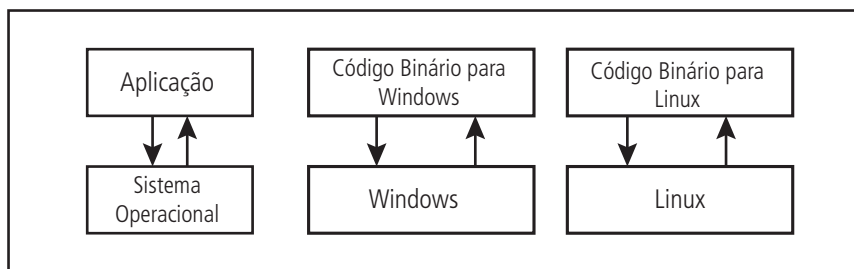 Aplicação
Sistema
Operacional
Código Binário para
Windows
Windows
Código Binário para
Linux
Linux